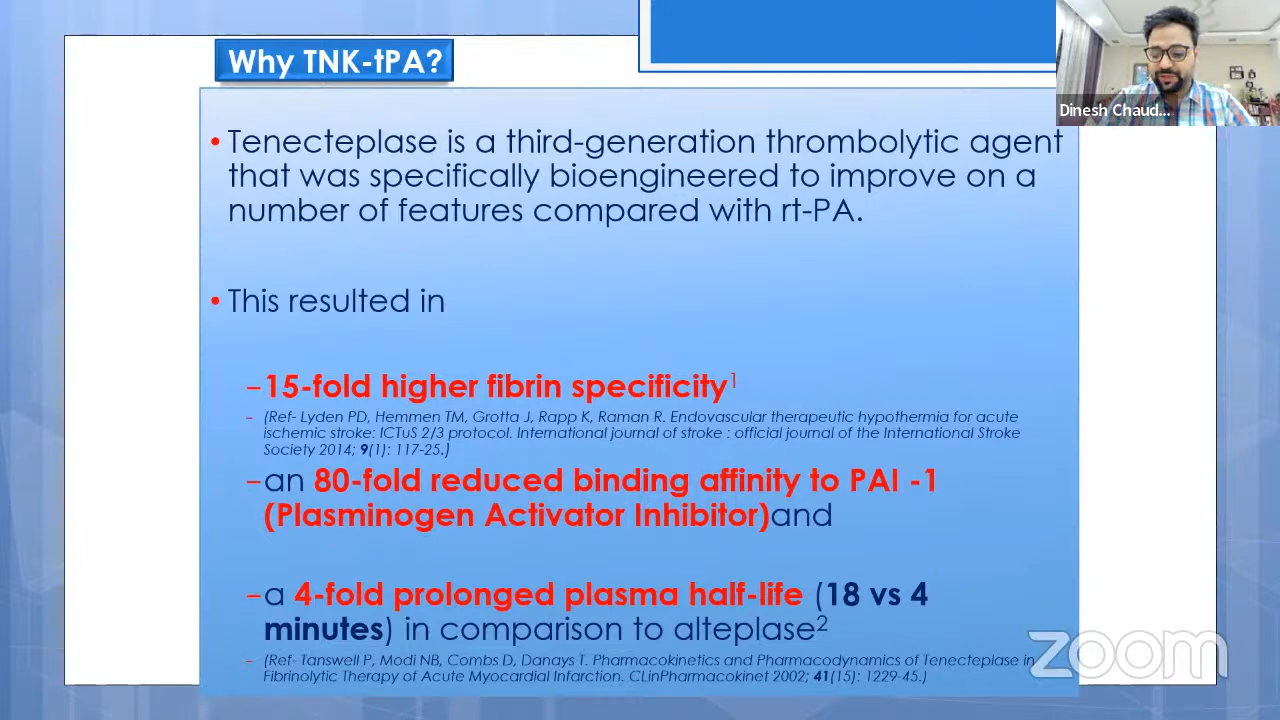 Why TNK-tPA?
Dinesh Chaud...
• Tenecteplase is a third-generation thrombolytic agent
that was specifically bioengineered to improve on a
number of features compared with rt-PA.
• This resulted in
–15-fold higher fibrin specificity1
– (Ref- Lyden PD, Hemmen TM, Grotta J, Rapp K, Raman R. Endovascular therapeutic hypothermia for acute
ischemic stroke: ICTuS 2/3 protocol. International journal of stroke : official journal of the International Stroke
Society 2014; 9(1): 117-25.)
–an 80-fold reduced binding affinity to PAI -1
(Plasminogen Activator Inhibitor)and
–a 4-fold prolonged plasma half-life (18 vs 4
minutes) in comparison to alteplase2
– (Ref- Tanswell P, Modi NB, Combs D, Danays T. Pharmacokinetics and Pharmacodynamics of Tenecteplase in
Fibrinolytic Therapy of Acute Myocardial Infarction. CLinPharmacokinet 2002; 41(15): 1229-45.)
zoom